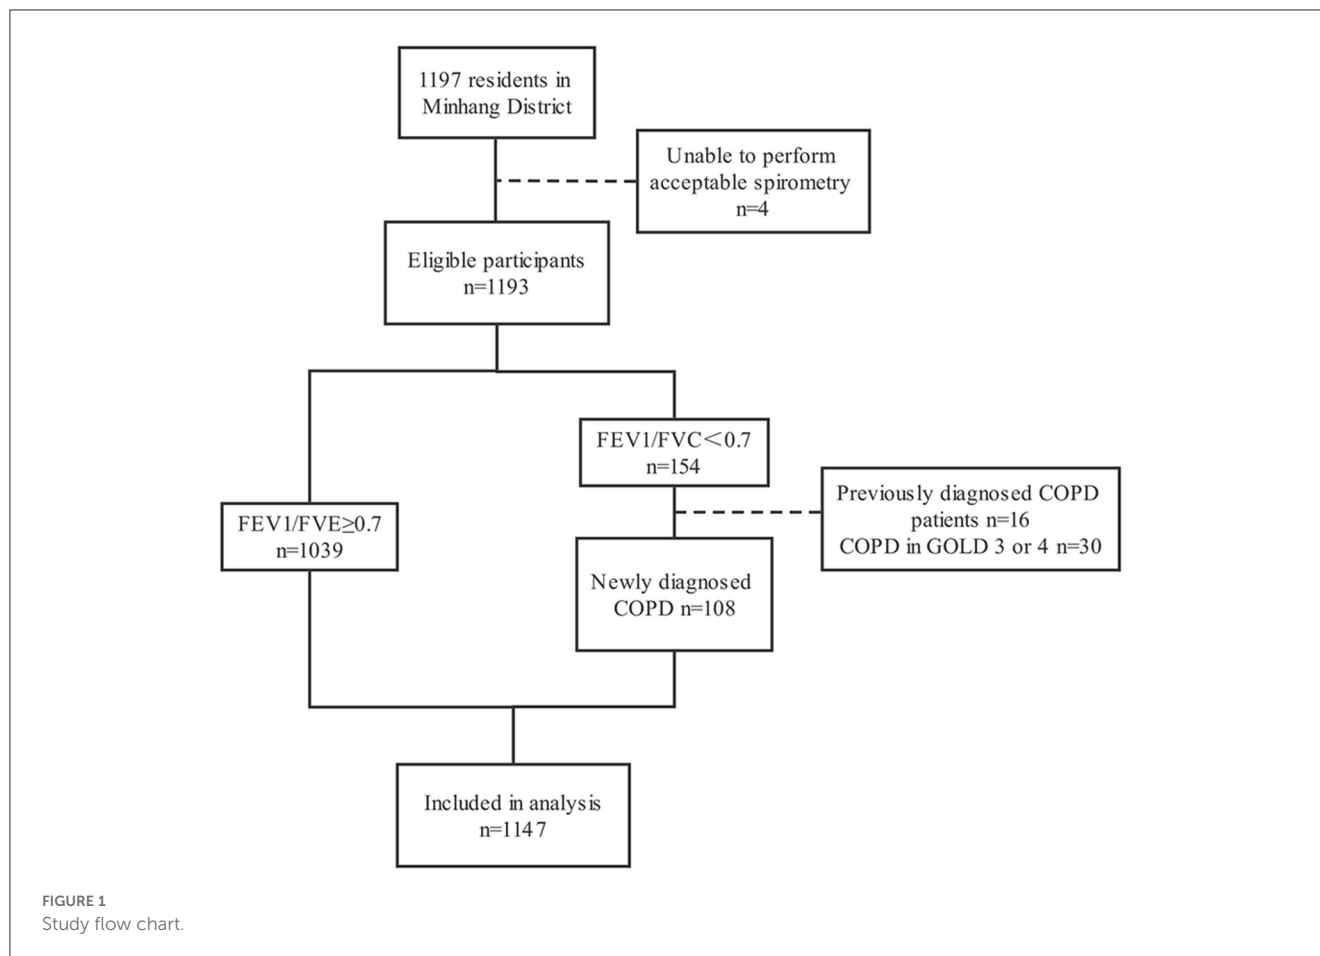 1197 residents in
Minhang District
Unable to perform
acceptable spirometry
n=4
Eligible participants
n=1193
FEV1/FVC<0.7
n=154
Previously diagnosed COPD
patients n=16
COPD in GOLD 3 or 4 n=30
FEV1/FVE≥0.7
n=1039
Newly diagnosed
COPD n=108
Included in analysis
n=1147
FIGURE 1
Study flow chart.